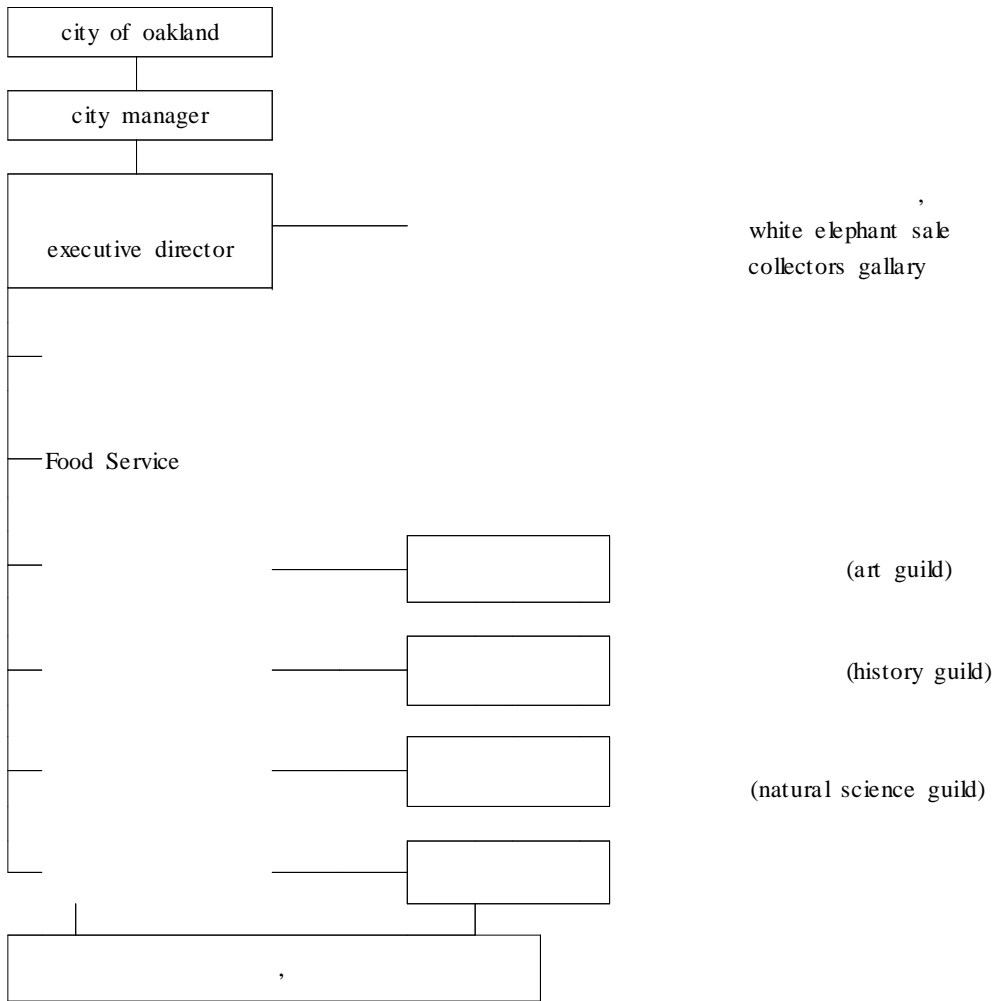 city of oakland
city manager
executive director
,
white elephant sale
collectors gallary
Food Service
(art guild)
(history guild)
(natural science guild)
,